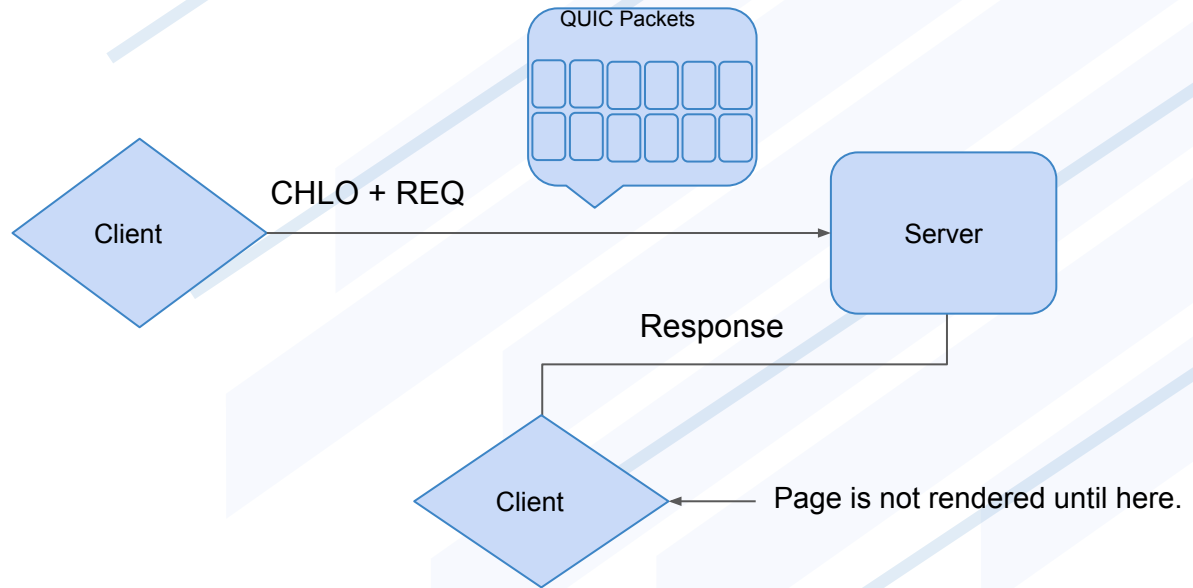 QUIC Packets
CHLO + REQ
Client
Server
Response
Client
Page is not rendered until here.